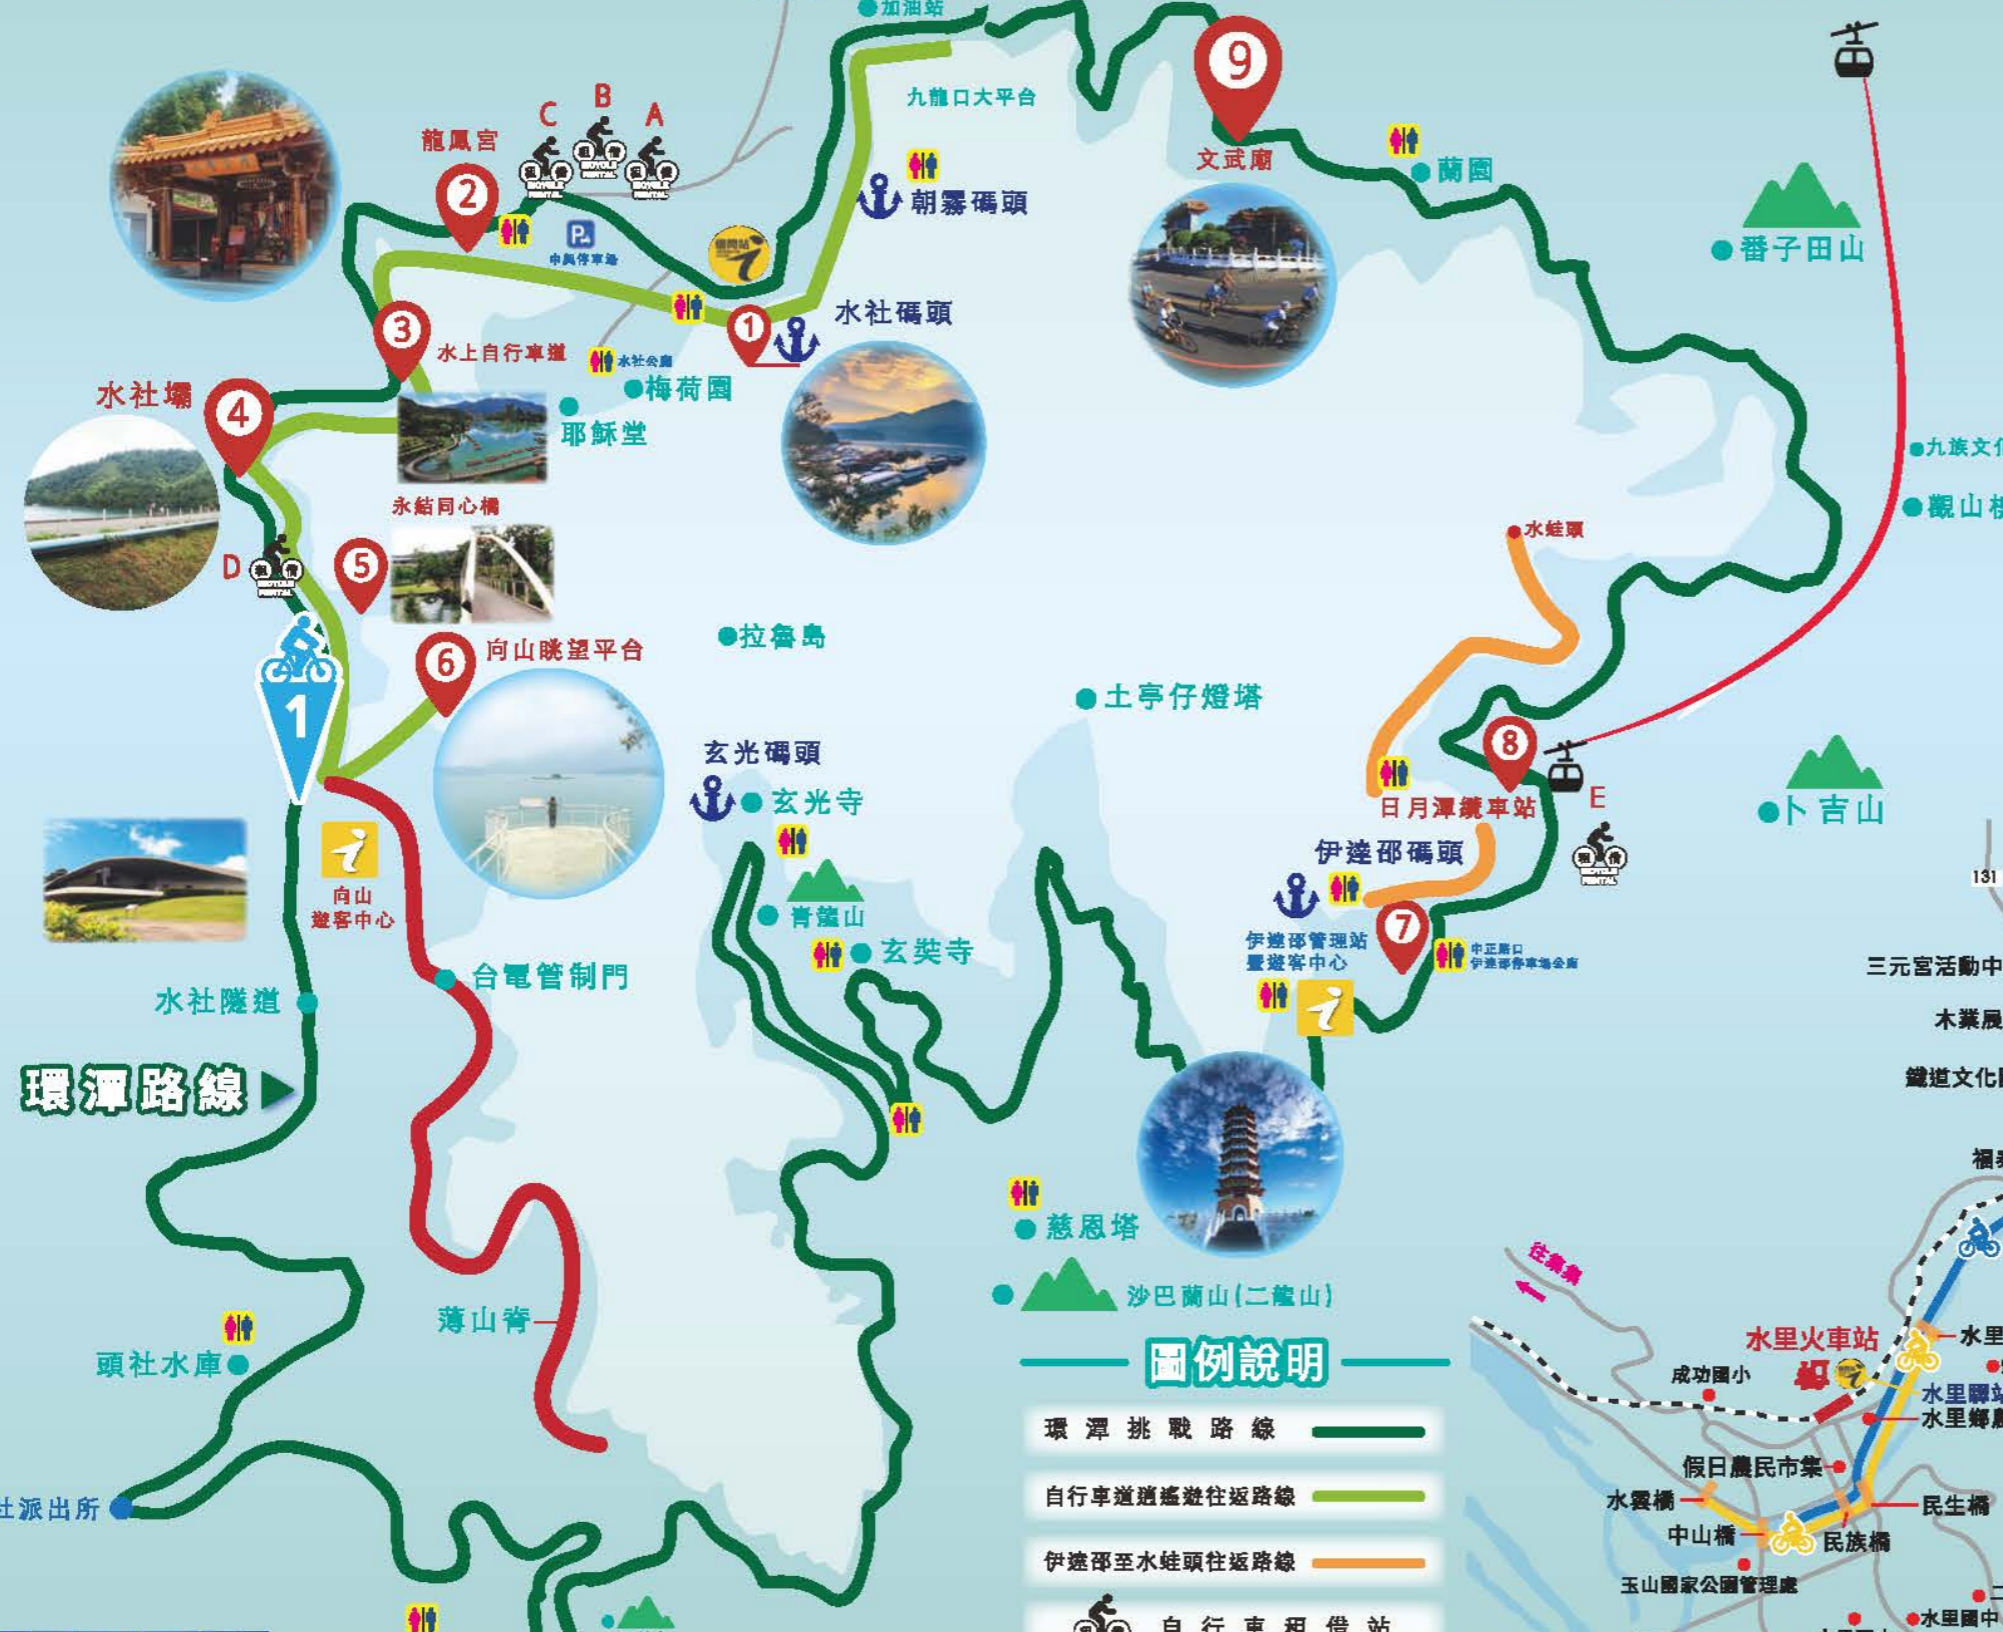 加油站
九龍口大平台
9
文武廟
蘭園
番子田山
C
B
A
龍鳳宮
2
中興停車場
朝霧碼頭
水社碼頭
1
3
水上自行車道
水社公廁
梅荷園
耶穌堂
水社壩
4
九族文化
觀山樓
永結同心橋
D
5
水蛙頭
向山眺望平台
6
拉魯島
1
土亭仔燈塔
玄光碼頭
玄光寺
8
日月潭纜車站
E
卜吉山
伊達邵碼頭
向山
遊客中心
青龍山
玄奘寺
7
伊達邵管理站
暨遊客中心
中正路口
伊達邵停車場公廁
131
三元宮活動中
木業展
鐵道文化
台電管制門
水社隧道
環潭路線
慈恩塔
沙巴蘭山(二龍山)
薄山脊
頭社水庫
社派出所
圖例說明
環潭挑戰路線
自行車道逍遙遊往返路線
伊達邵至水蛙頭往返路線
自行車租借站
往集集
水里火車站
成功國小
水里
水里驛站
水里鄉農
假日農民市集
水雲橋
民生橋
中山橋
民族橋
玉山國家公園管理處
水里國中